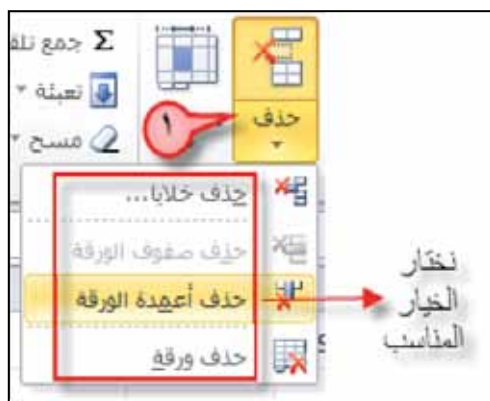 Σ جمع تلق
تعبئة
مسح
حذف
١
حذف خلايا...
حذف صفوف الورقة
حذف أعمدة الورقة
حذف ورقة
نختار
الخيار
المناسب